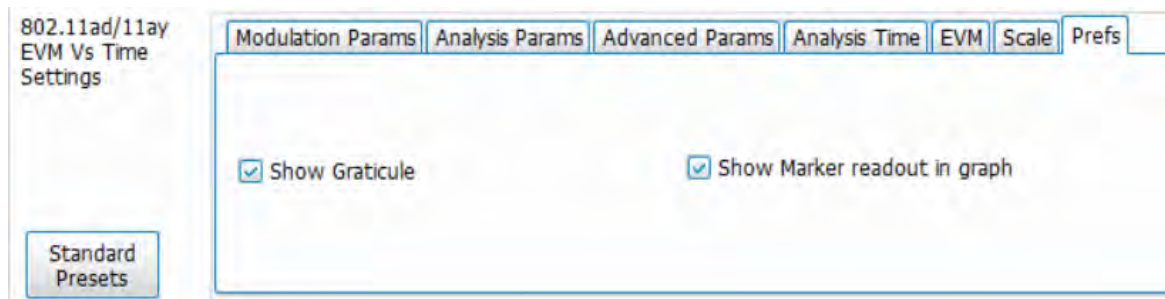 802.11ad/11ay
EVM Vs Time
Settings
Modulation Params Analysis Params Advanced Params Analysis Time EVM Scale Prefs
Show Graticule Show Marker readout in graph
Standard
Presets